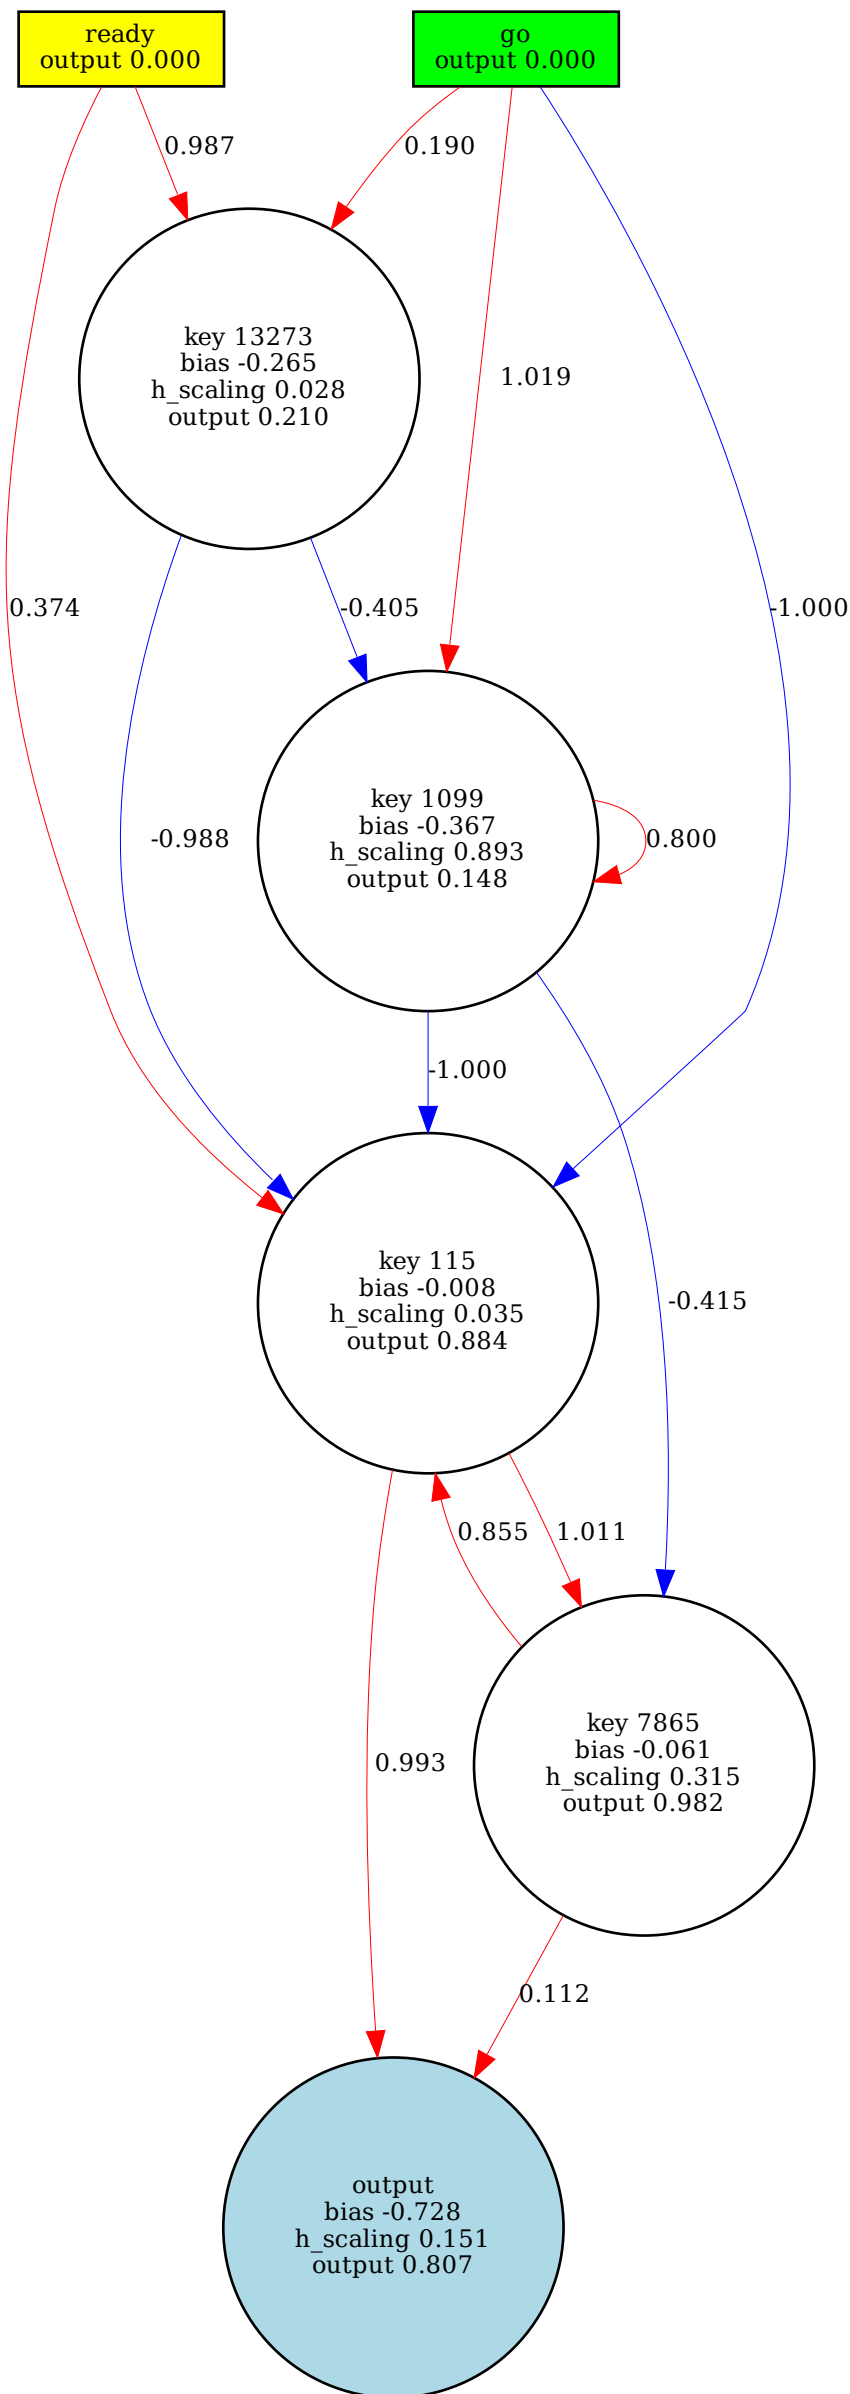 ready
output 0.000
go
output 0.000
0.987
0.190
key 13273
bias -0.265
h_scaling 0.028
output 0.210
1.019
0.374
-0.405
-1.000
key 1099
bias -0.367
h_scaling 0.893
output 0.148
-0.988
0.800
-1.000
key 115
bias -0.008
h_scaling 0.035
output 0.884
-0.415
0.855
1.011
key 7865
bias -0.061
h_scaling 0.315
output 0.982
0.993
0.112
output
bias -0.728
h_scaling 0.151
output 0.807